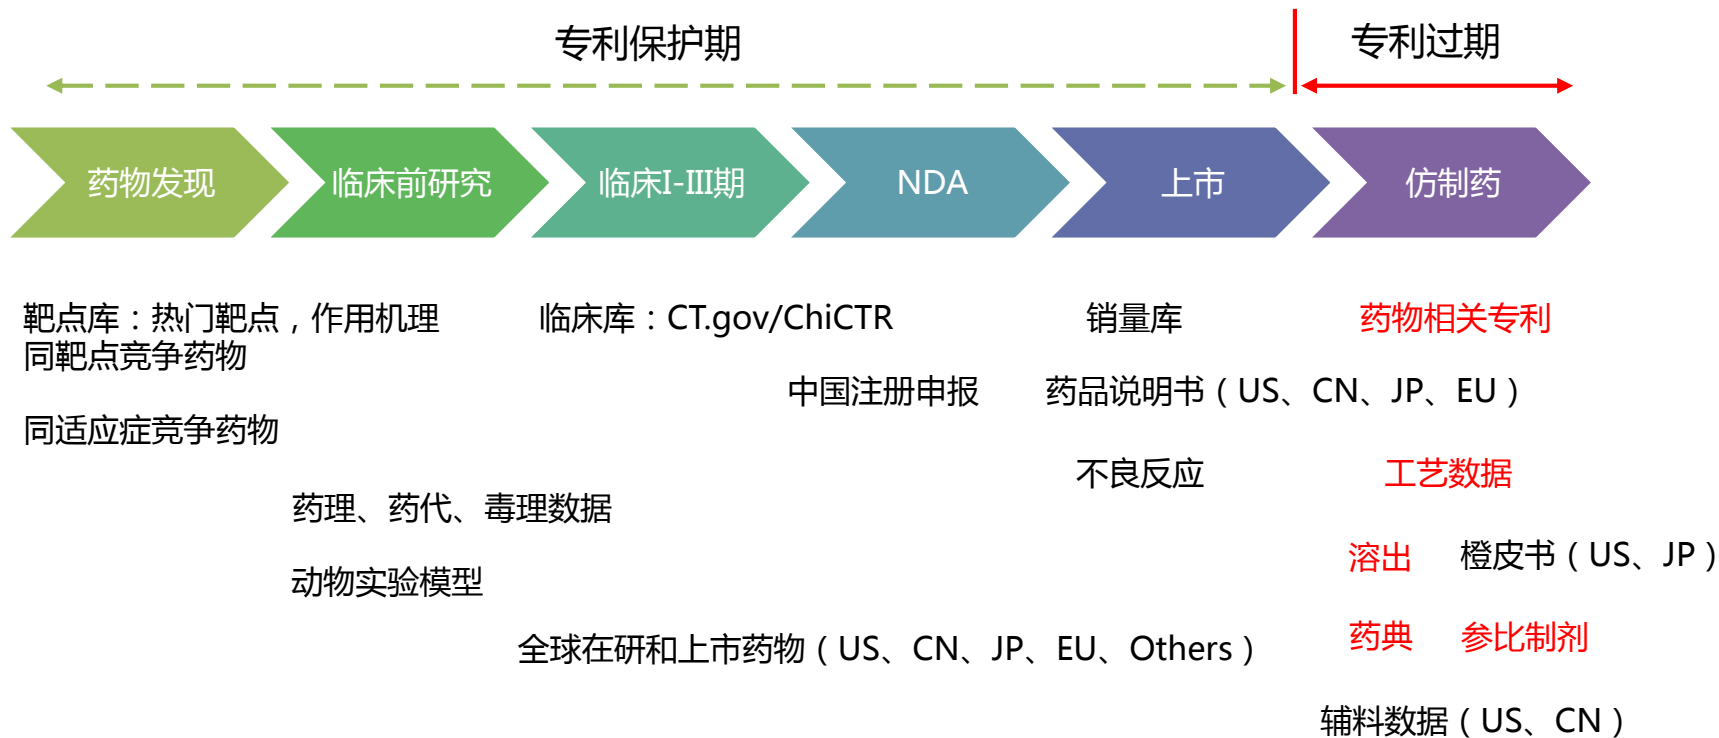 专利保护期
专利过期
药物发现
临床前研究
临床I-III期
NDA
上市
仿制药
靶点库：热门靶点，作用机理
同靶点竞争药物
临床库：CT.gov/ChiCTR
销量库
药物相关专利
中国注册申报
药品说明书（US、CN、JP、EU）
同适应症竞争药物
不良反应
工艺数据
药理、药代、毒理数据
溶出
橙皮书（US、JP）
动物实验模型
全球在研和上市药物（US、CN、JP、EU、Others）
药典
参比制剂
辅料数据（US、CN）